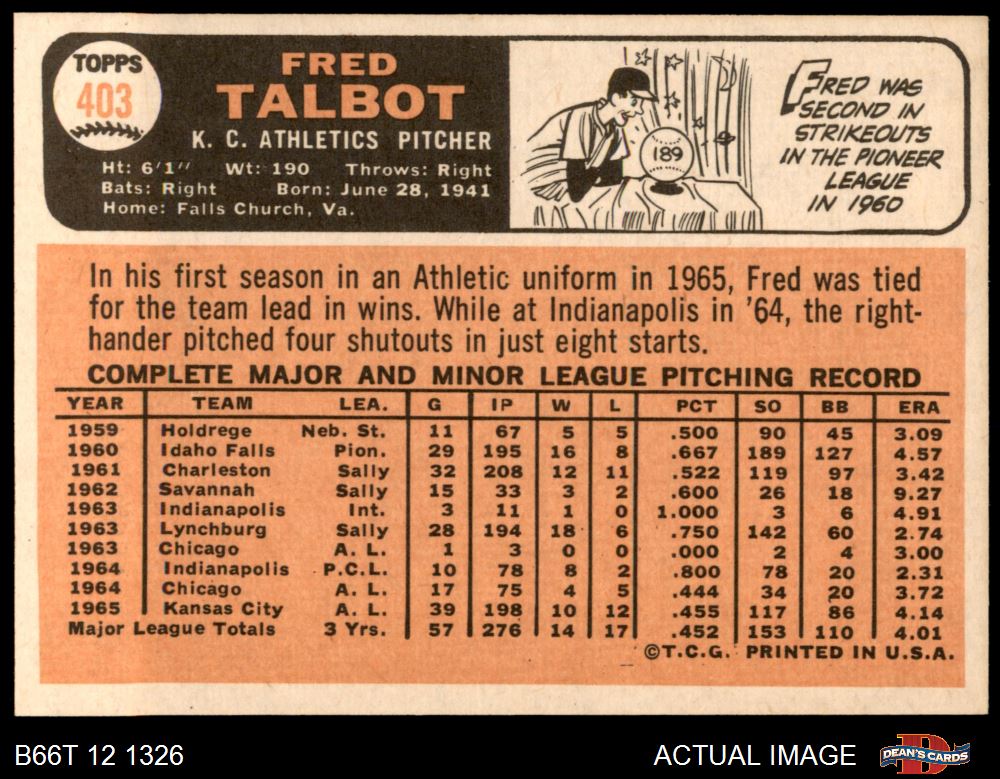 TOPPS
403
FRED
TALBOT
K. C. ATHLETICS PITCHER
Ht: 6'1" Wt: 190 Throws: Right
Bats: Right Born: June 28, 1941
Home: Falls Church, Va.
189
FRED WAS
SECOND IN
STRIKEOUTS
IN THE PIONEER
LEAGUE
IN 1960
In his first season in an Athletic uniform in 1965, Fred was tied
for the team lead in wins. While at Indianapolis in '64, the right-
hander pitched four shutouts in just eight starts.
COMPLETE MAJOR AND MINOR LEAGUE PITCHING RECORD
YEAR TEAM LEA. G IP W L PCT SO BB ERA
1959 Holdrege Neb. St. 11 67 5 5 .500 90 45 3.09
1960 Idaho Falls Pion. 29 195 16 8 .667 189 127 4.57
1961 Charleston Sally 32 208 12 11 .522 119 97 3.42
1962 Savannah Sally 15 33 3 2 .600 26 18 9.27
1963 Indianapolis Int. 3 11 1 0 1.000 3 6 4.91
1963 Lynchburg Sally 28 194 18 6 .750 142 60 2.74
1963 Chicago A. L. 1 3 0 0 .000 2 4 3.00
1964 Indianapolis P.C.L. 10 78 8 2 .800 78 20 2.31
1964 Chicago A. L. 17 75 4 5 .444 34 20 3.72
1965 Kansas City A. L. 39 198 10 12 .455 117 86 4.14
Major League Totals 3 Yrs. 57 276 14 17 .452 153 110 4.01
©T.C.G. PRINTED IN U.S.A.
B66T 12 1326 ACTUAL IMAGE DEAN'S CARDS